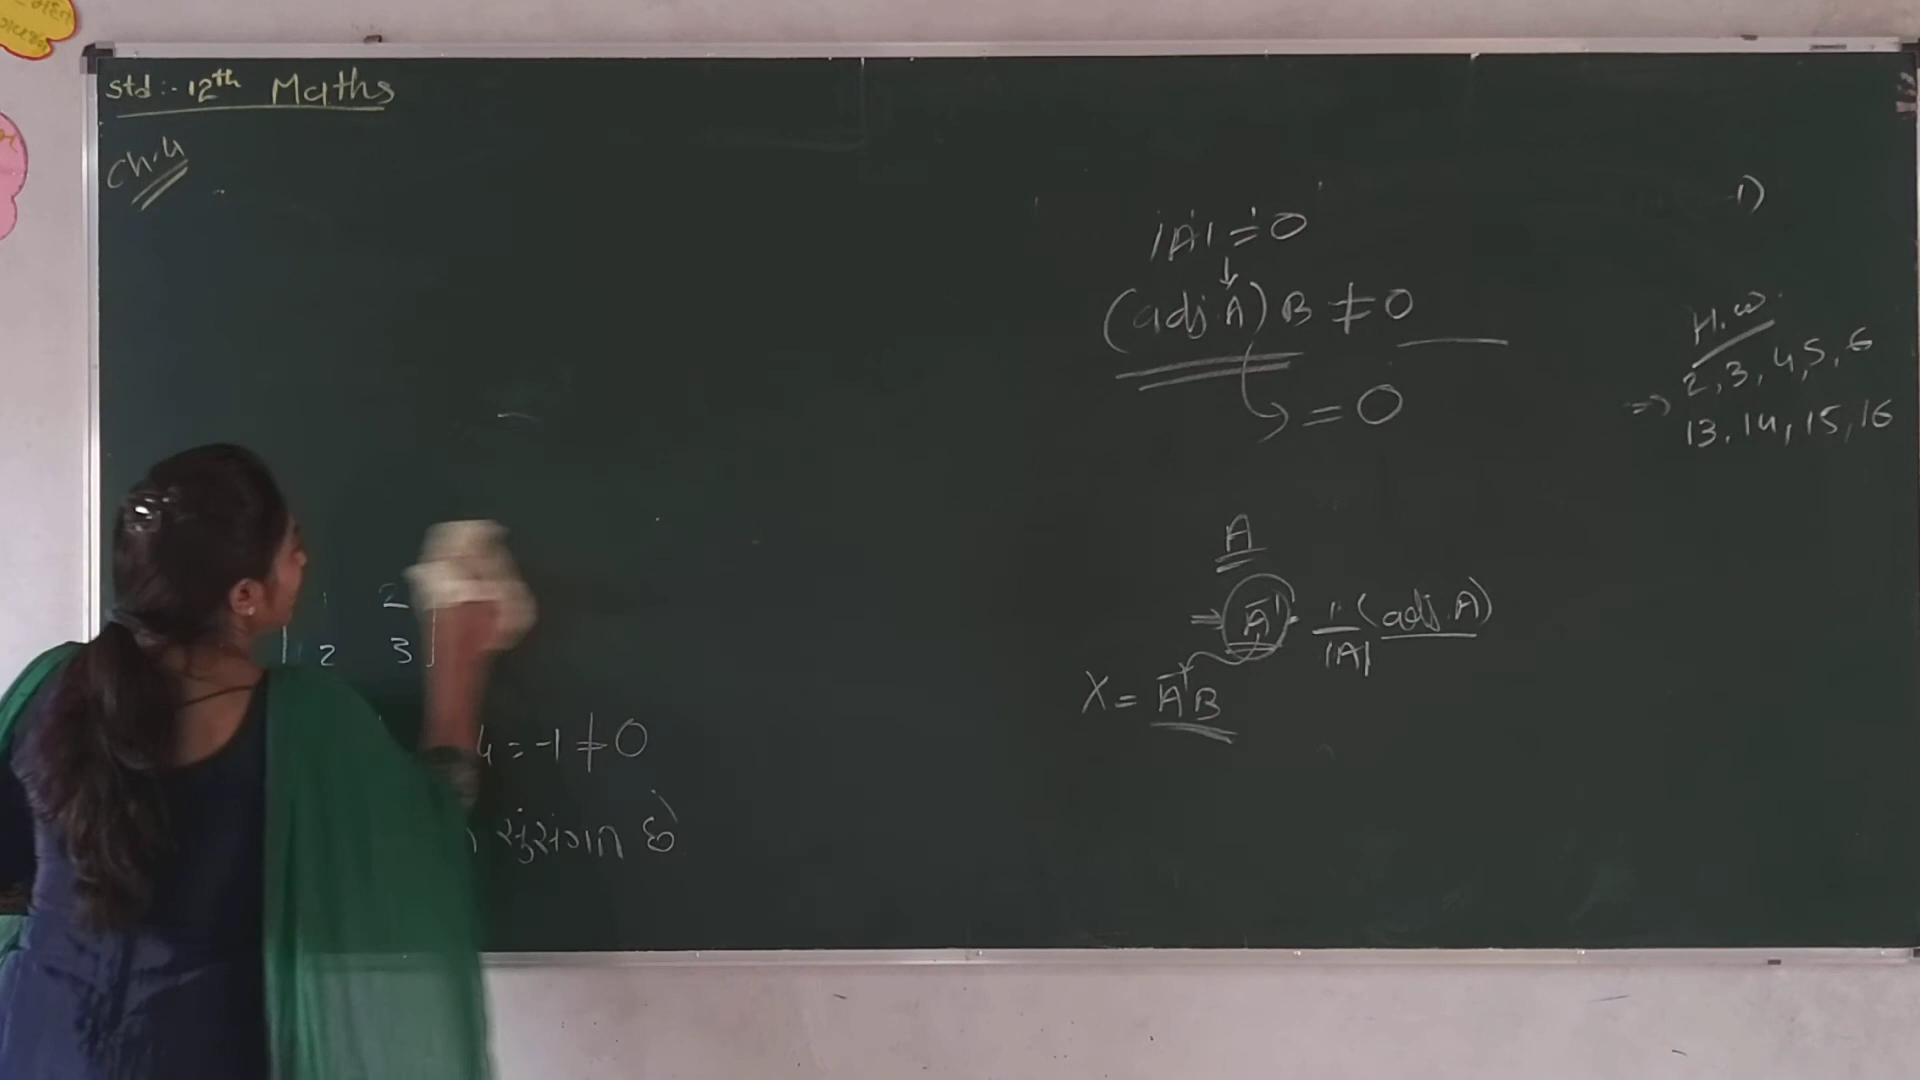 Std :- 12th Maths
Ch.4
1 2
2 3
4 = -1 ≠ 0
સુસંગત છે
|A| = 0
(adj A) B ≠ 0
= 0
A
⇒ A⁻¹ = 1/|A| (adj. A)
X = A⁻¹B
1)
H.W.
2, 3, 4, 5, 6
⇒ 13, 14, 15, 16